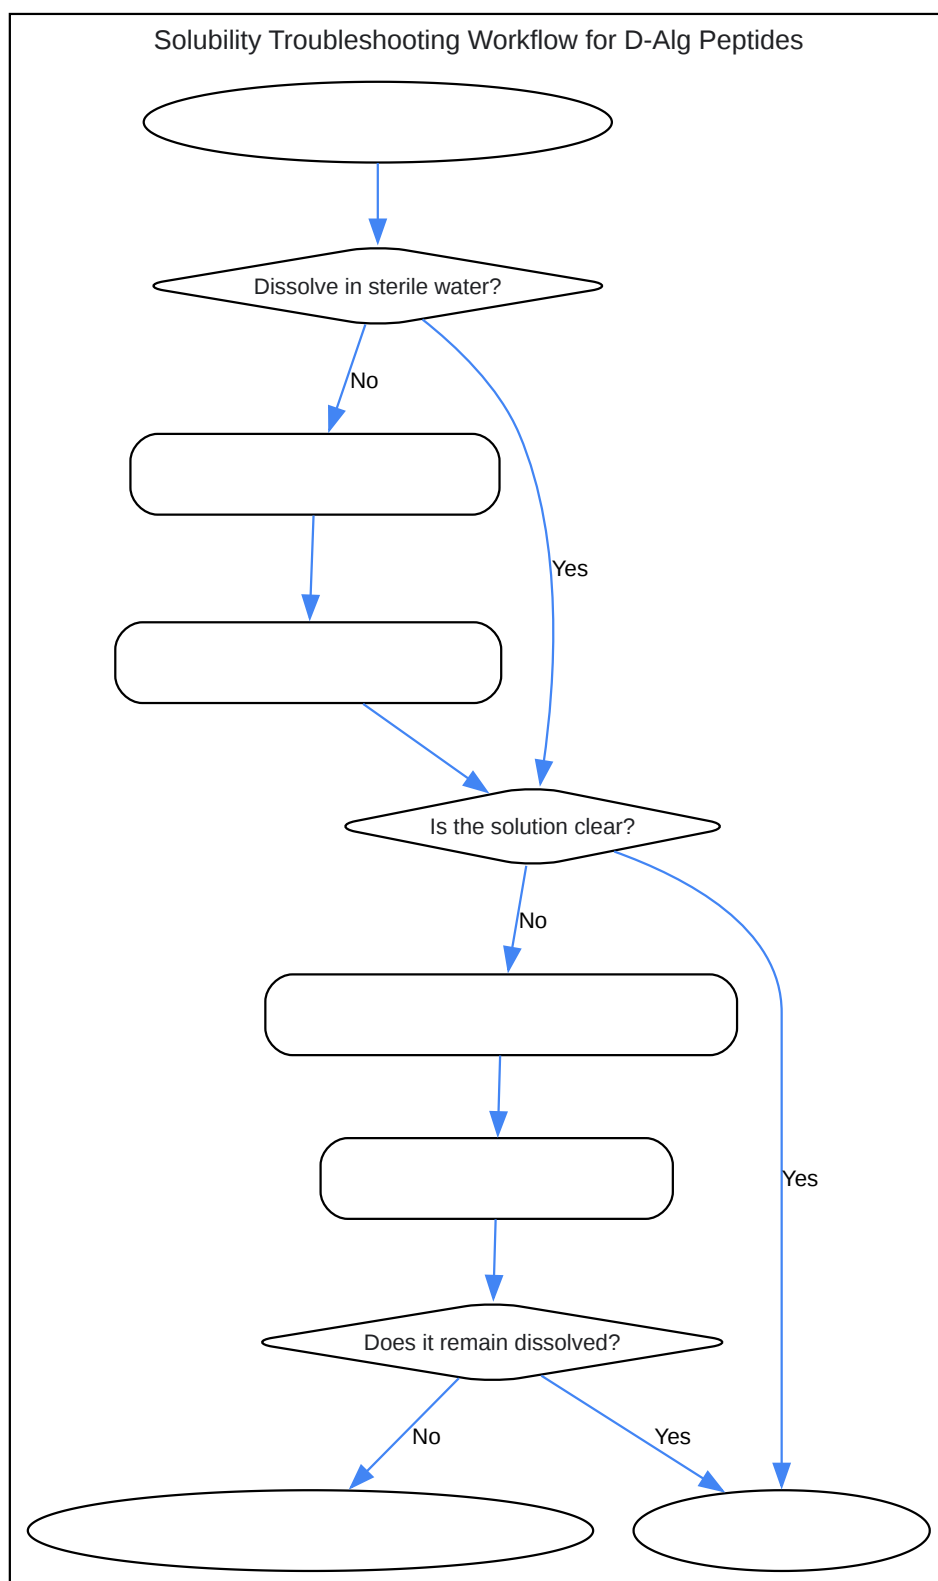 Solubility Troubleshooting Workflow for D-Alg Peptides
Dissolve in sterile water?
No
Yes
Is the solution clear?
No
Yes
Does it remain dissolved?
No
Yes